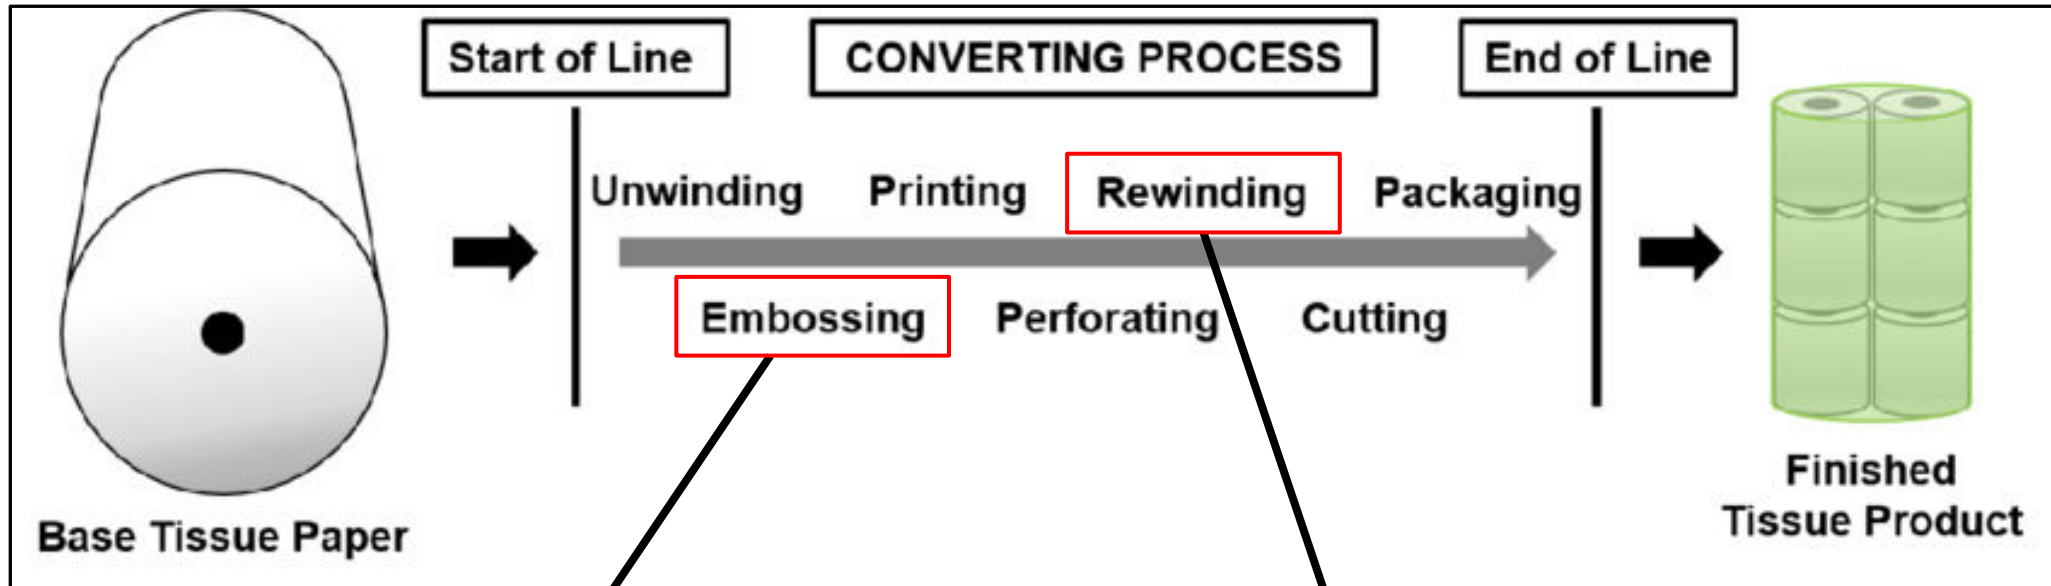 Start of Line
CONVERTING PROCESS
End of Line
Unwinding
Printing
Rewinding
Packaging
Embossing
Perforating
Cutting
Base Tissue Paper
Finished
Tissue Product